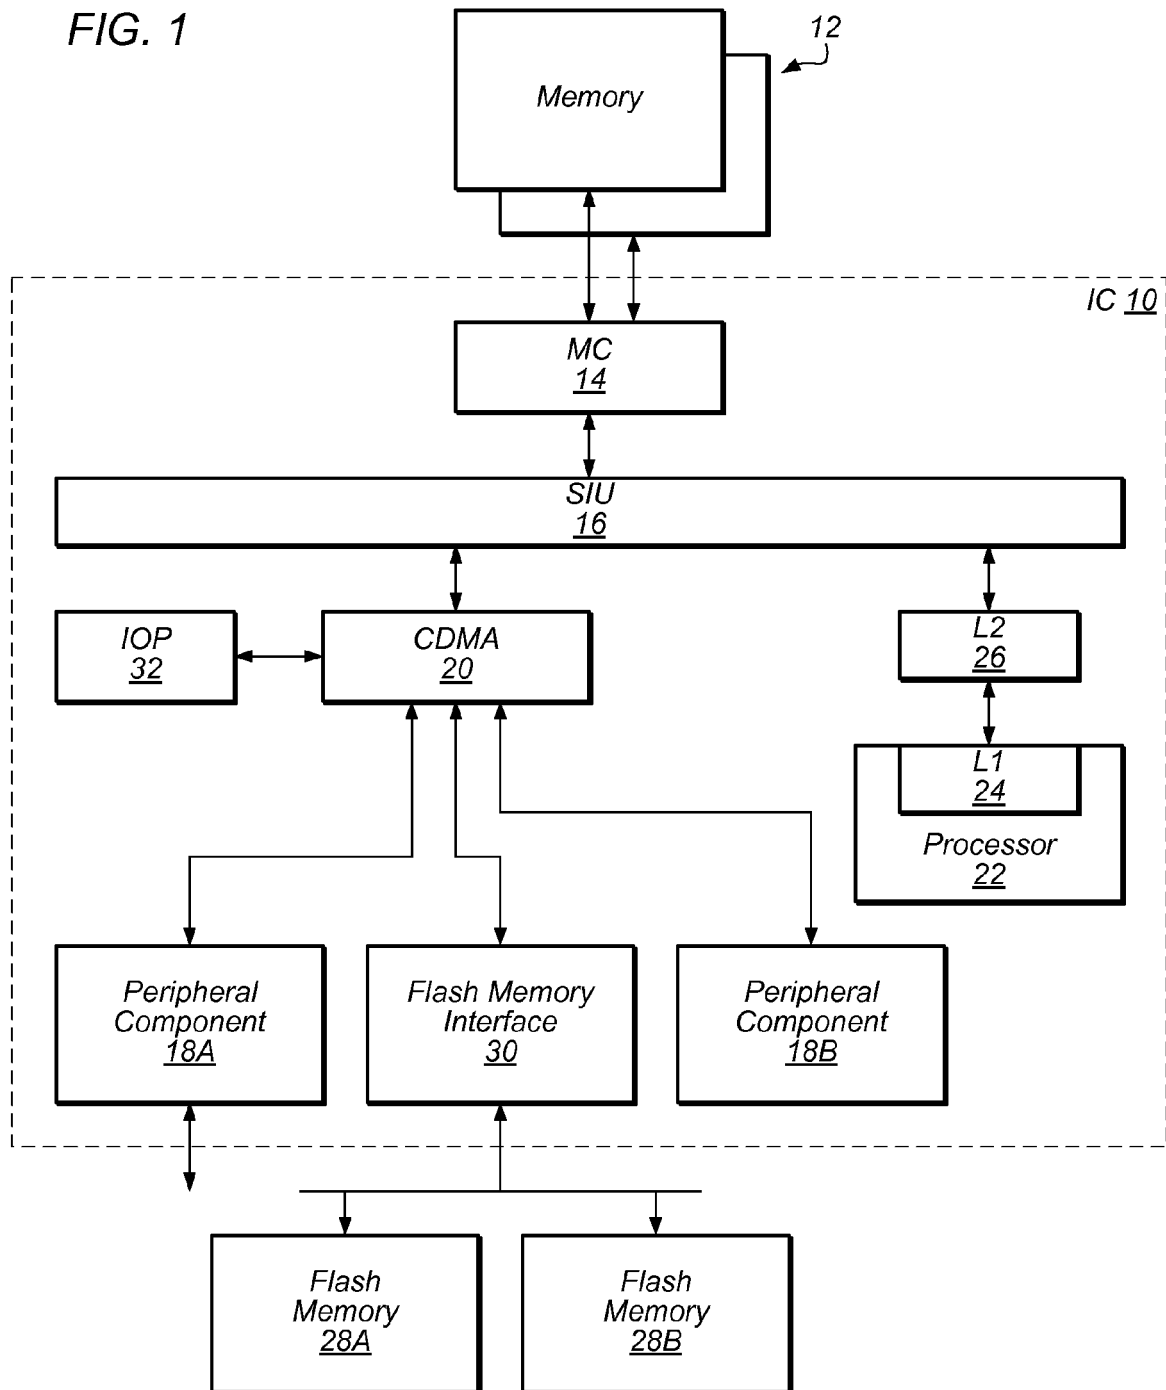 FIG. 1
12
Memory
IC 10
MC
14
SIU
16
IOP
32
CDMA
20
L2
26
L1
24
Processor
22
Peripheral
Component
18A
Flash Memory
Interface
30
Peripheral
Component
18B
Flash
Memory
28A
Flash
Memory
28B